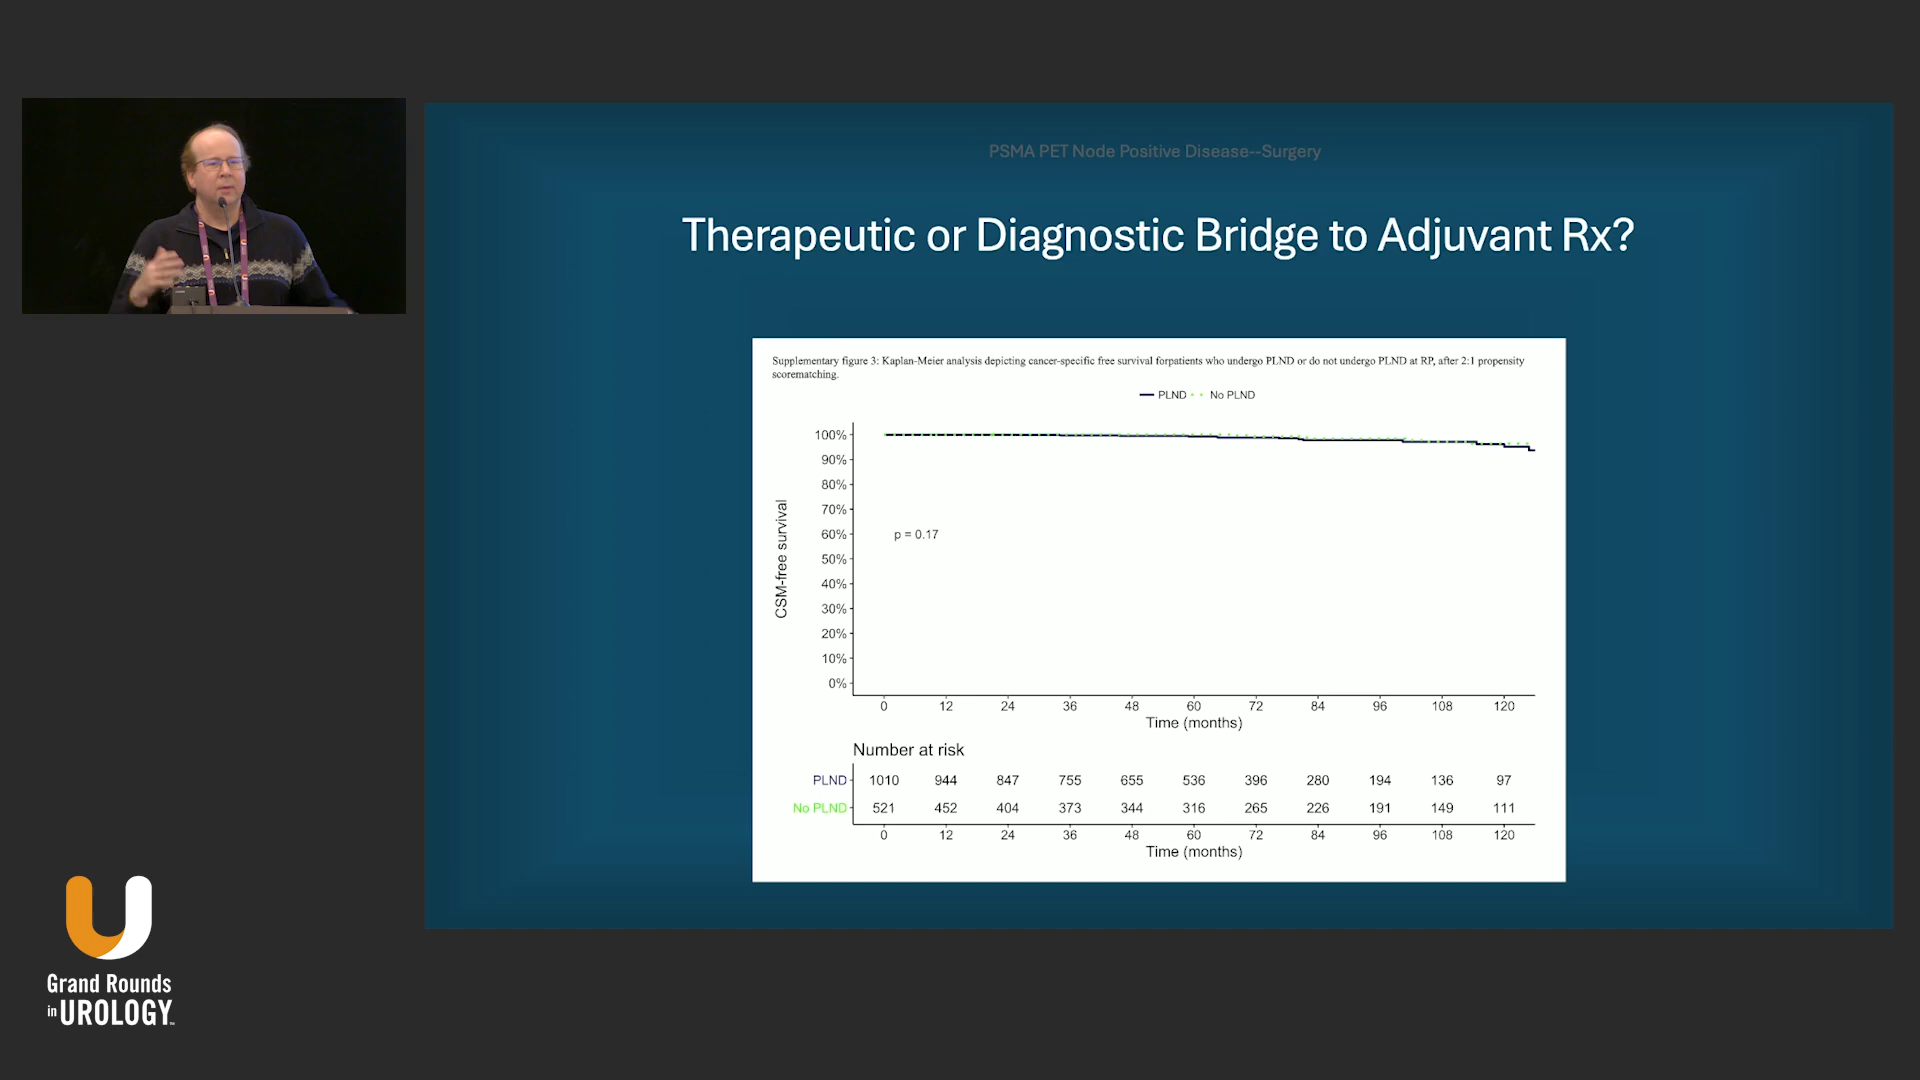 PSMA PET Node Positive Disease--Surgery
Therapeutic or Diagnostic Bridge to Adjuvant Rx?
Supplementary figure 3: Kaplan-Meier analysis depicting cancer-specific free survival forpatients who undergo PLND or do not undergo PLND at RP, after 2:1 propensity
scorematching.
PLND No PLND
100%
90%
80%
70%
60%
50%
40%
30%
20%
10%
0%
CSM-free survival
p = 0.17
0 12 24 36 48 60 72 84 96 108 120
Time (months)
Number at risk
PLND 1010 944 847 755 655 536 396 280 194 136 97
No PLND 521 452 404 373 344 316 265 226 191 149 111
0 12 24 36 48 60 72 84 96 108 120
Time (months)
Grand Rounds
in UROLOGY™